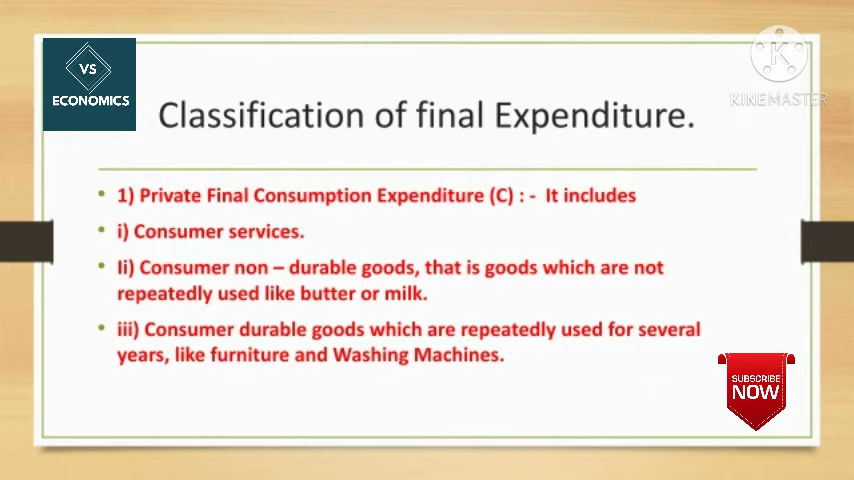 VS
ECONOMICS
K
KINEMASTER
Classification of final Expenditure.
• 1) Private Final Consumption Expenditure (C) : - It includes
• i) Consumer services.
• Ii) Consumer non – durable goods, that is goods which are not
repeatedly used like butter or milk.
• iii) Consumer durable goods which are repeatedly used for several
years, like furniture and Washing Machines.
SUBSCRIBE
NOW